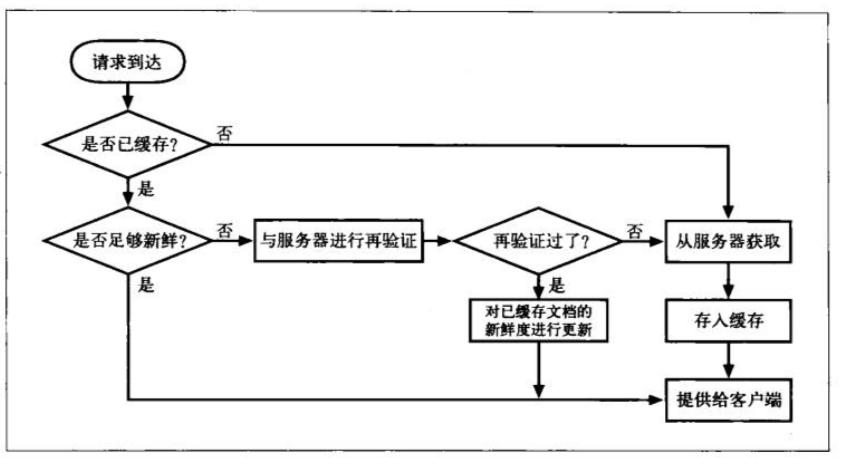 请求到达
是否已缓存?
否
是
是否足够新鲜?
否
与服务器进行再验证
再验证过了?
否
从服务器获取
是
是
对已缓存文档的
新鲜度进行更新
存入缓存
提供给客户端